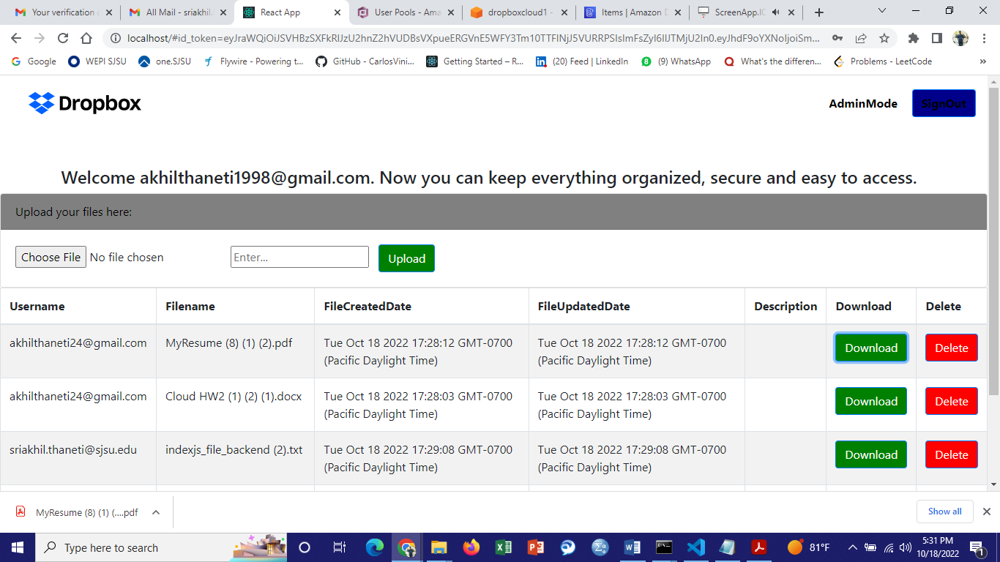 Your verification
All Mail - sriakhil.
React App
User Pools - Ama
dropboxcloud1 -
Items | Amazon
ScreenApp.IO
Google
WEPI SJSU
one.SJSU
Flywire - Powering t...
GitHub - CarlosVini...
Getting Started – R...
(20) Feed | LinkedIn
(9) WhatsApp
What's the differen...
Problems - LeetCode
»
Dropbox
AdminMode
SignOut
Welcome akhilthaneti1998@gmail.com. Now you can keep everything organized, secure and easy to access.
Upload your files here:
Choose File No file chosen
Enter...
Upload
Username Filename FileCreatedDate FileUpdatedDate Description Download Delete
akhilthaneti24@gmail.com MyResume (8) (1) (2).pdf Tue Oct 18 2022 17:28:12 GMT-0700 Tue Oct 18 2022 17:28:12 GMT-0700 Download Delete
(Pacific Daylight Time) (Pacific Daylight Time)
akhilthaneti24@gmail.com Cloud HW2 (1) (2) (1).docx Tue Oct 18 2022 17:28:03 GMT-0700 Tue Oct 18 2022 17:28:03 GMT-0700 Download Delete
(Pacific Daylight Time) (Pacific Daylight Time)
sriakhil.thaneti@sjsu.edu indexjs_file_backend (2).txt Tue Oct 18 2022 17:29:08 GMT-0700 Tue Oct 18 2022 17:29:08 GMT-0700 Download Delete
(Pacific Daylight Time) (Pacific Daylight Time)
MyResume (8) (1) (....pdf
Show all
Type here to search
81°F
5:31 PM
10/18/2022
1